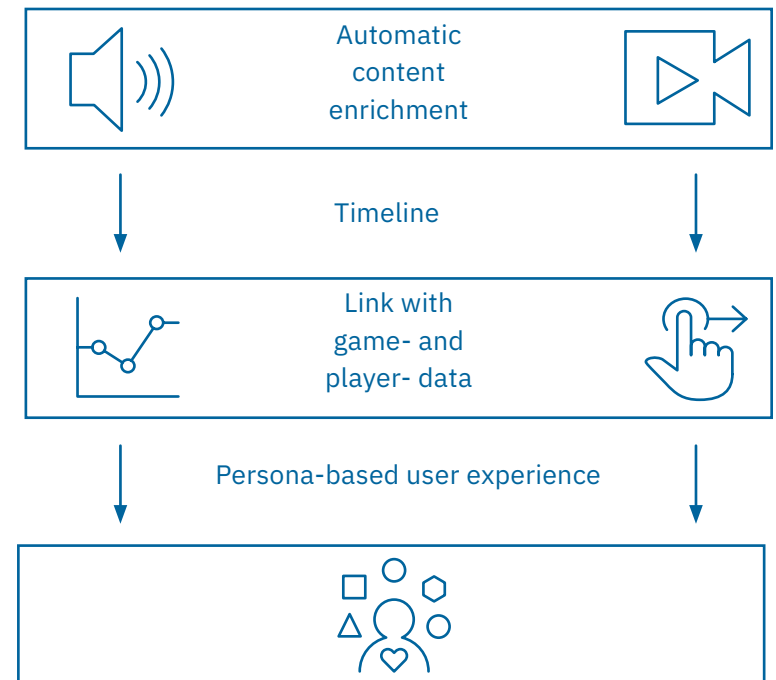 Automatic
content
enrichment
Timeline
Link with
game- and
player- data
Persona-based user experience